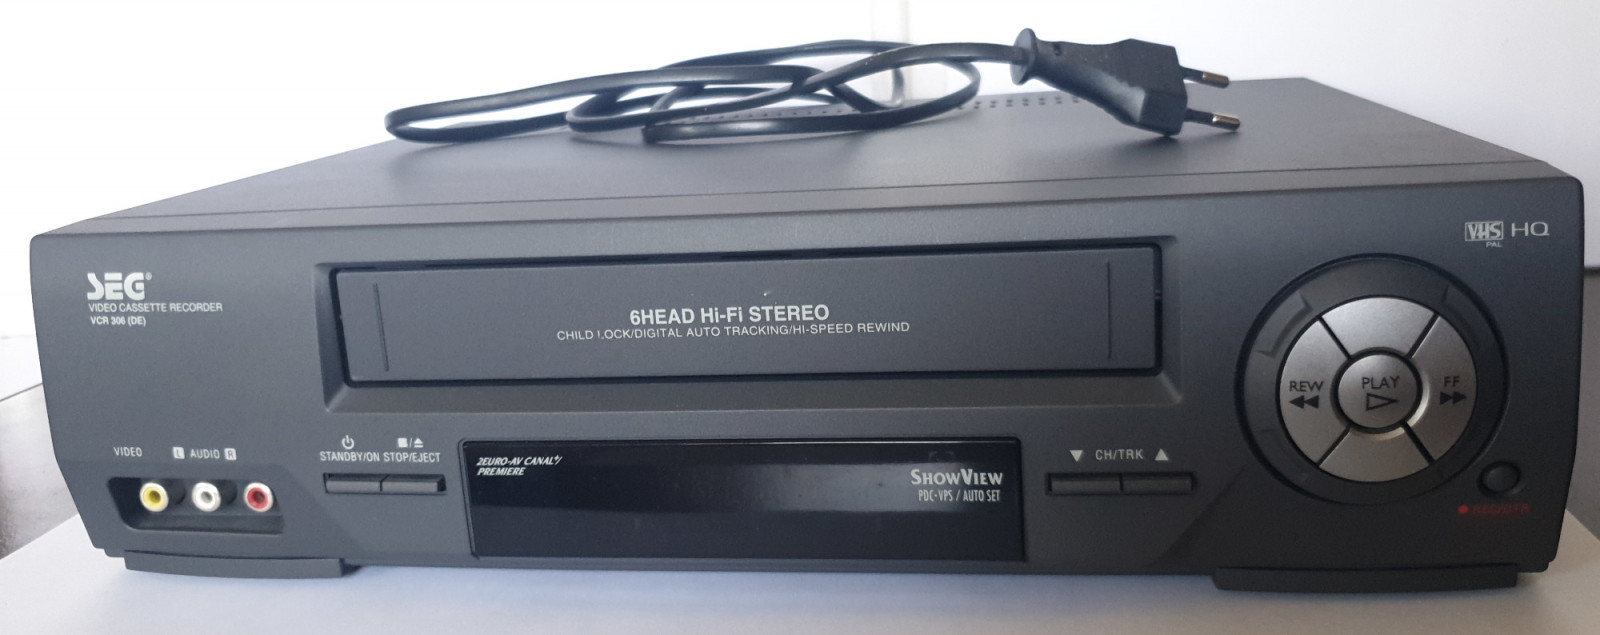 VHS HQ
PAL
SEG®
VIDEO CASSETTE RECORDER
VCR 306 (DE)
6HEAD Hi-Fi STEREO
CHILD LOCK/DIGITAL AUTO TRACKING/HI-SPEED REWIND
REW
PLAY
FF
VIDEO
L AUDIO R
STANDBY/ON
STOP/EJECT
2EURO-AV CANAL+/
PREMIERE
SHOWVIEW
PDC·VPS / AUTO SET
CH/TRK